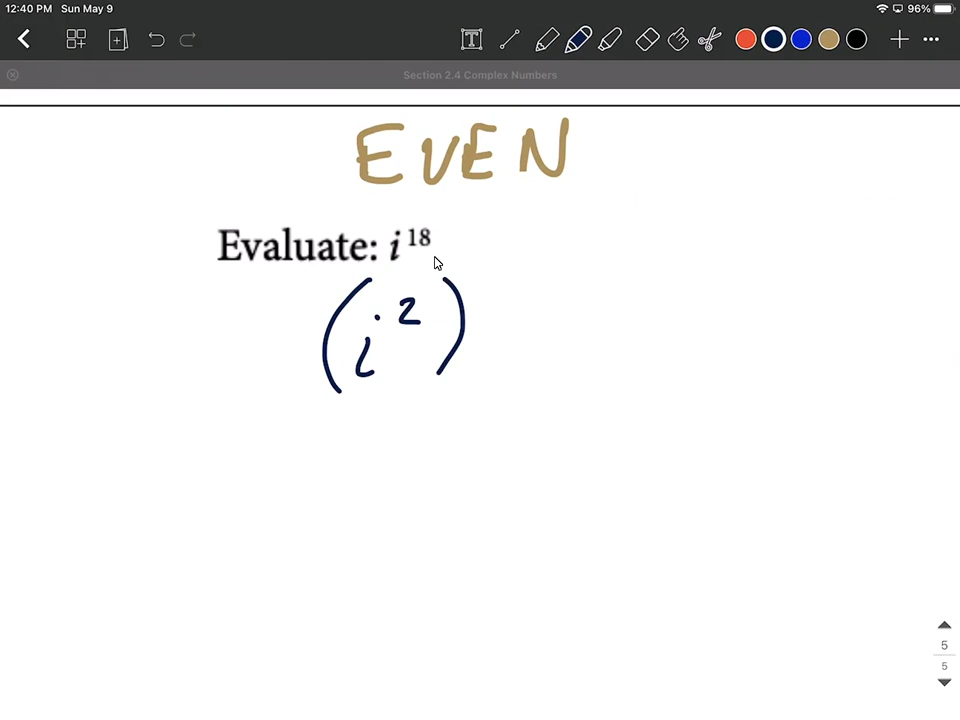 12:40 PM Sun May 9 96%
Section 2.4 Complex Numbers
EVEN
Evaluate: i¹⁸
(i²)
5
5